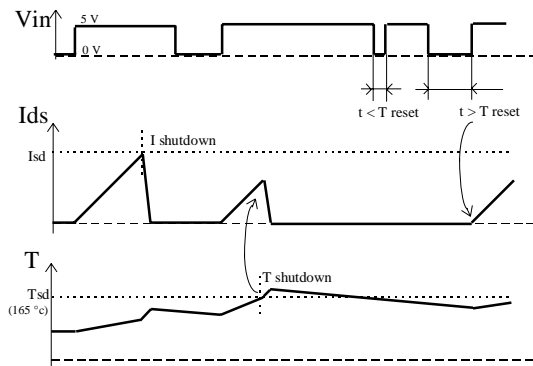 Vin
5 V
0 V
t < T reset
t > T reset
Ids
Isd
I shutdown
T
T shutdown
Tsd
(165 °c)